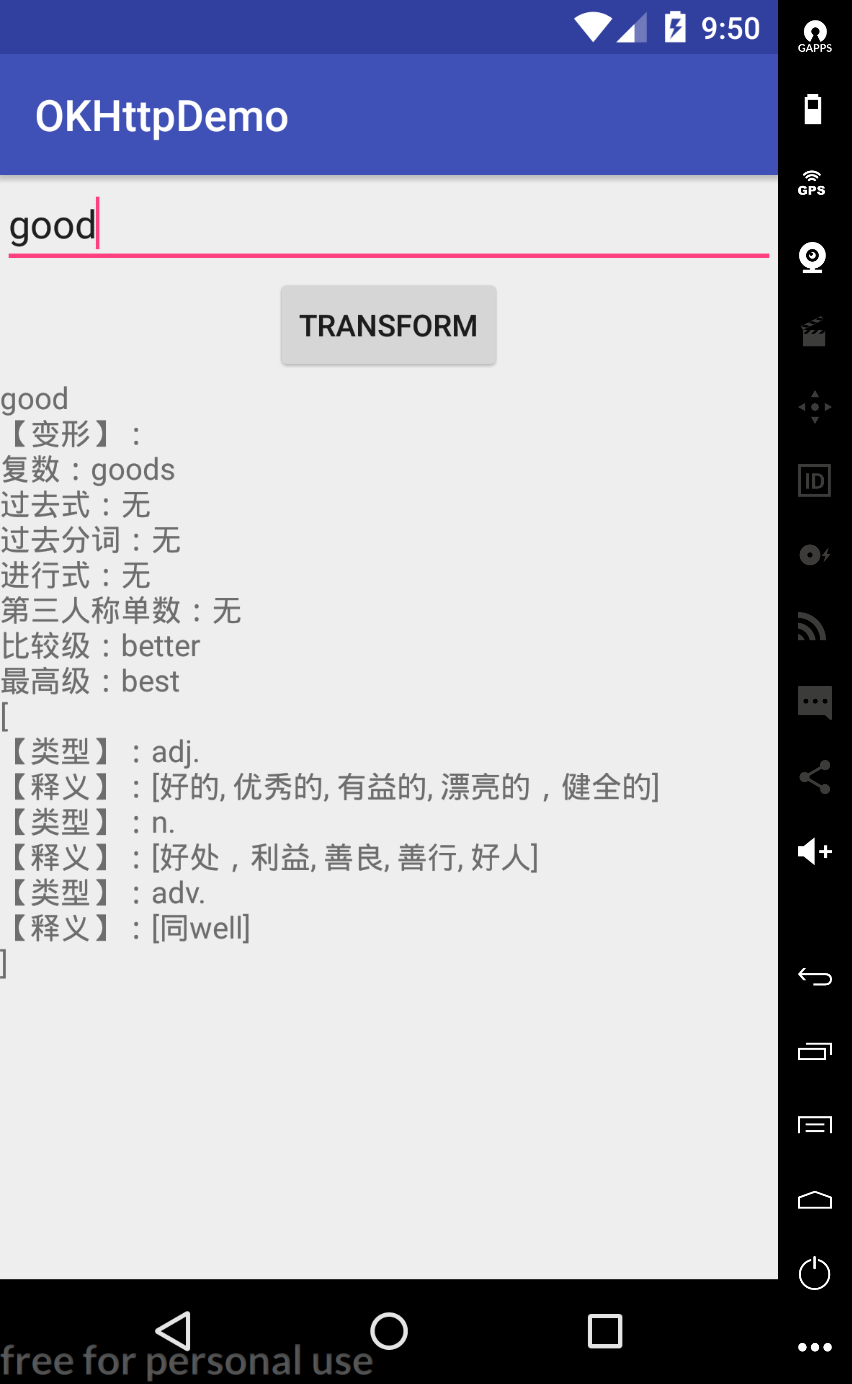 9:50
GAPPS
OKHttpDemo
GPS
good
TRANSFORM
good
【变形】:
复数:goods
过去式:无
过去分词:无
进行式:无
第三人称单数:无
比较级:better
最高级:best
[
【类型】:adj.
【释义】:[好的, 优秀的, 有益的, 漂亮的，健全的]
【类型】:n.
【释义】:[好处，利益, 善良, 善行, 好人]
【类型】:adv.
【释义】:[同well]
]
ID
free for personal use